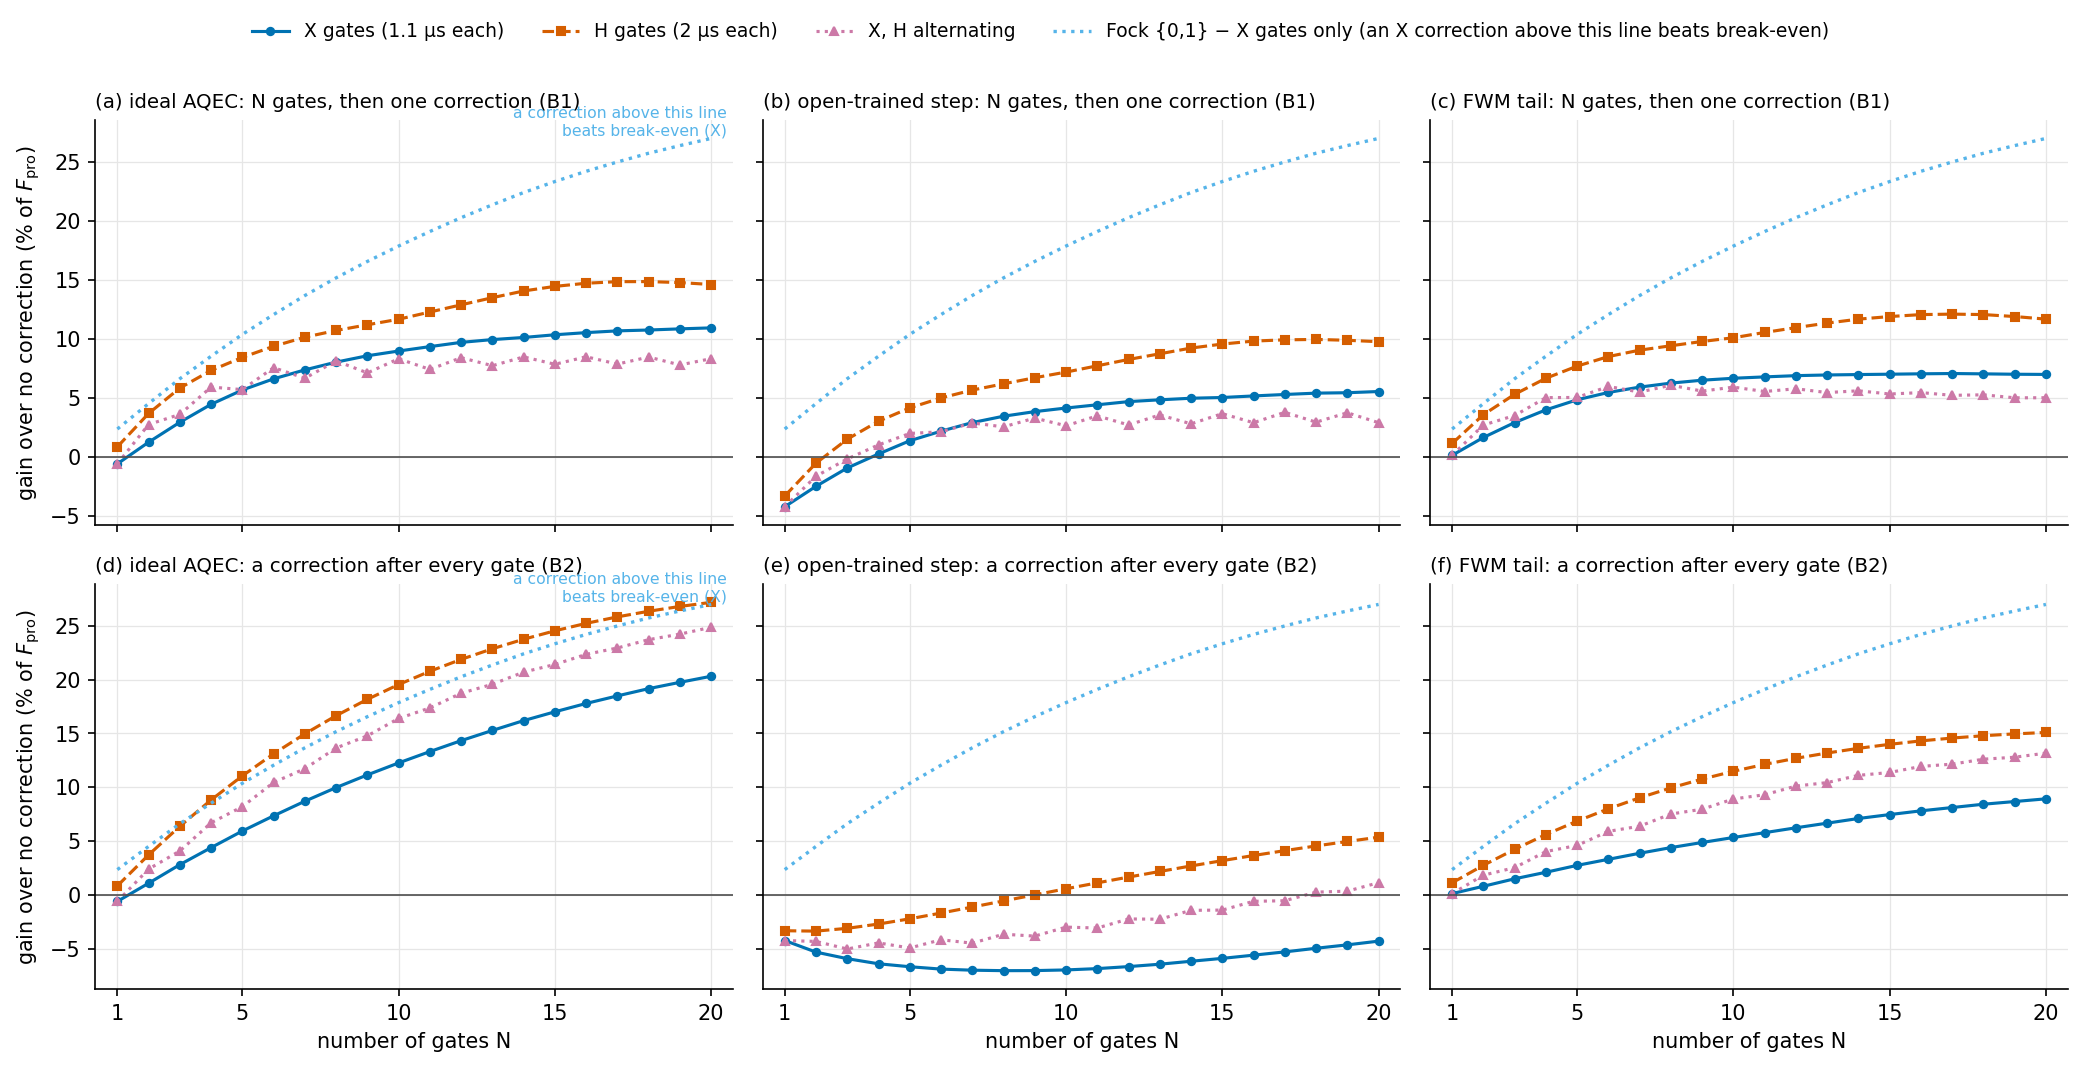 X gates (1.1 µs each)
H gates (2 µs each)
X, H alternating
Fock {0,1} − X gates only (an X correction above this line beats break-even)
(a) ideal AQEC: N gates, then one correction (B1)
a correction above this line
beats break-even (X)
gain over no correction (% of Fpro)
25
20
15
10
5
0
−5
(b) open-trained step: N gates, then one correction (B1)
(c) FWM tail: N gates, then one correction (B1)
(d) ideal AQEC: a correction after every gate (B2)
a correction above this line
beats break-even (X)
gain over no correction (% of Fpro)
25
20
15
10
5
0
−5
1 5 10 15 20
number of gates N
(e) open-trained step: a correction after every gate (B2)
1 5 10 15 20
number of gates N
(f) FWM tail: a correction after every gate (B2)
1 5 10 15 20
number of gates N